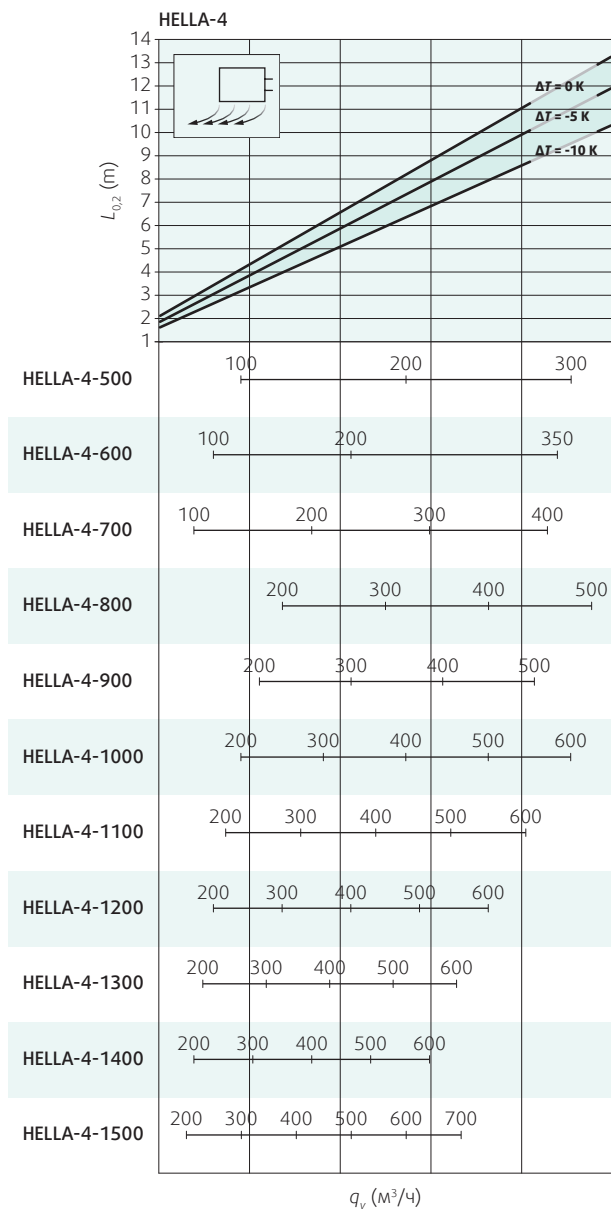 HELLA-4
14
13
12
11
10
9
8
7
6
5
4
3
2
1
L0,2 (m)
ΔT = 0 K
ΔT = -5 K
ΔT = -10 K
HELLA-4-500 100 200 300
HELLA-4-600 100 200 350
HELLA-4-700 100 200 300 400
HELLA-4-800 200 300 400 500
HELLA-4-900 200 300 400 500
HELLA-4-1000 200 300 400 500 600
HELLA-4-1100 200 300 400 500 600
HELLA-4-1200 200 300 400 500 600
HELLA-4-1300 200 300 400 500 600
HELLA-4-1400 200 300 400 500 600
HELLA-4-1500 200 300 400 500 600 700
qv (м³/ч)